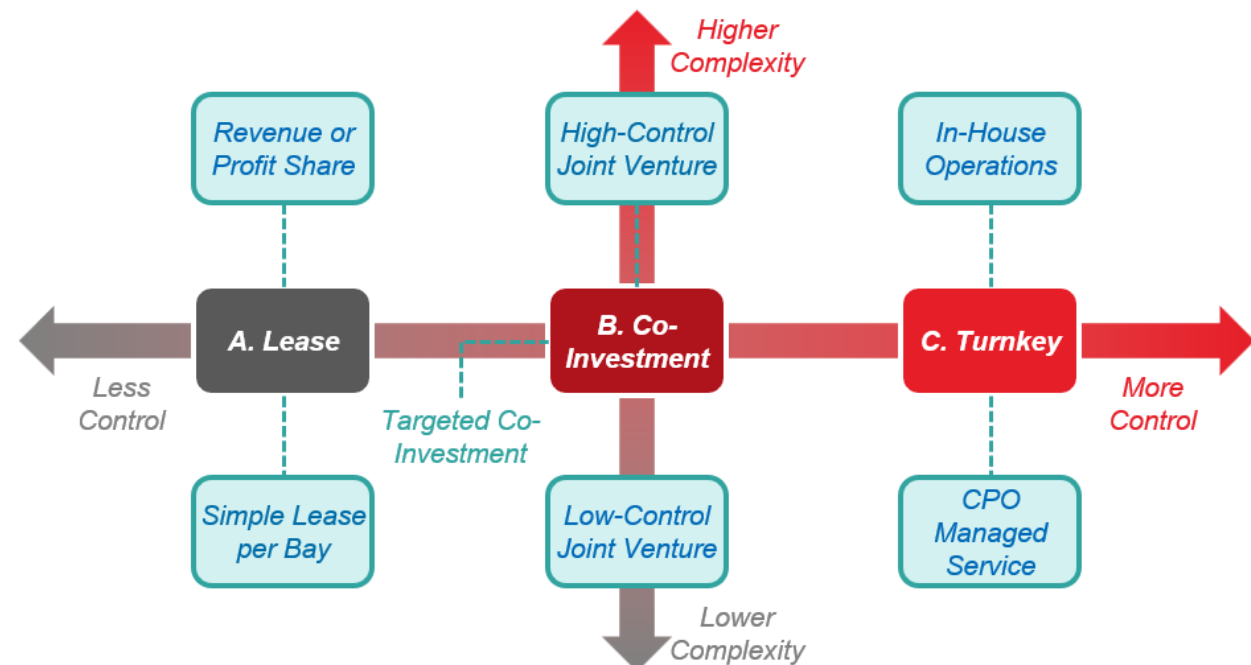 Higher
Complexity
Revenue or
Profit Share
High-Control
Joint Venture
In-House
Operations
A. Lease
B. Co-
Investment
C. Turnkey
Less
Control
Targeted Co-
Investment
More
Control
Simple Lease
per Bay
Low-Control
Joint Venture
CPO
Managed
Service
Lower
Complexity